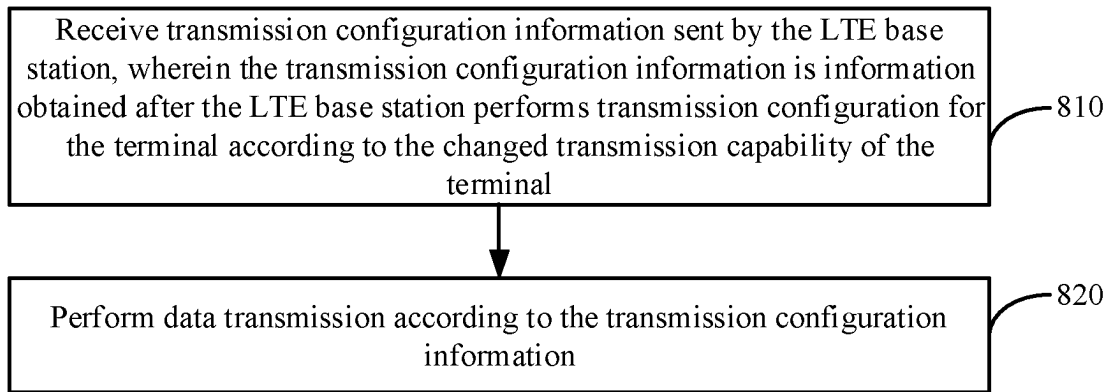 Receive transmission configuration information sent by the LTE base
station, wherein the transmission configuration information is information
obtained after the LTE base station performs transmission configuration for
the terminal according to the changed transmission capability of the
terminal
810
Perform data transmission according to the transmission configuration
information
820